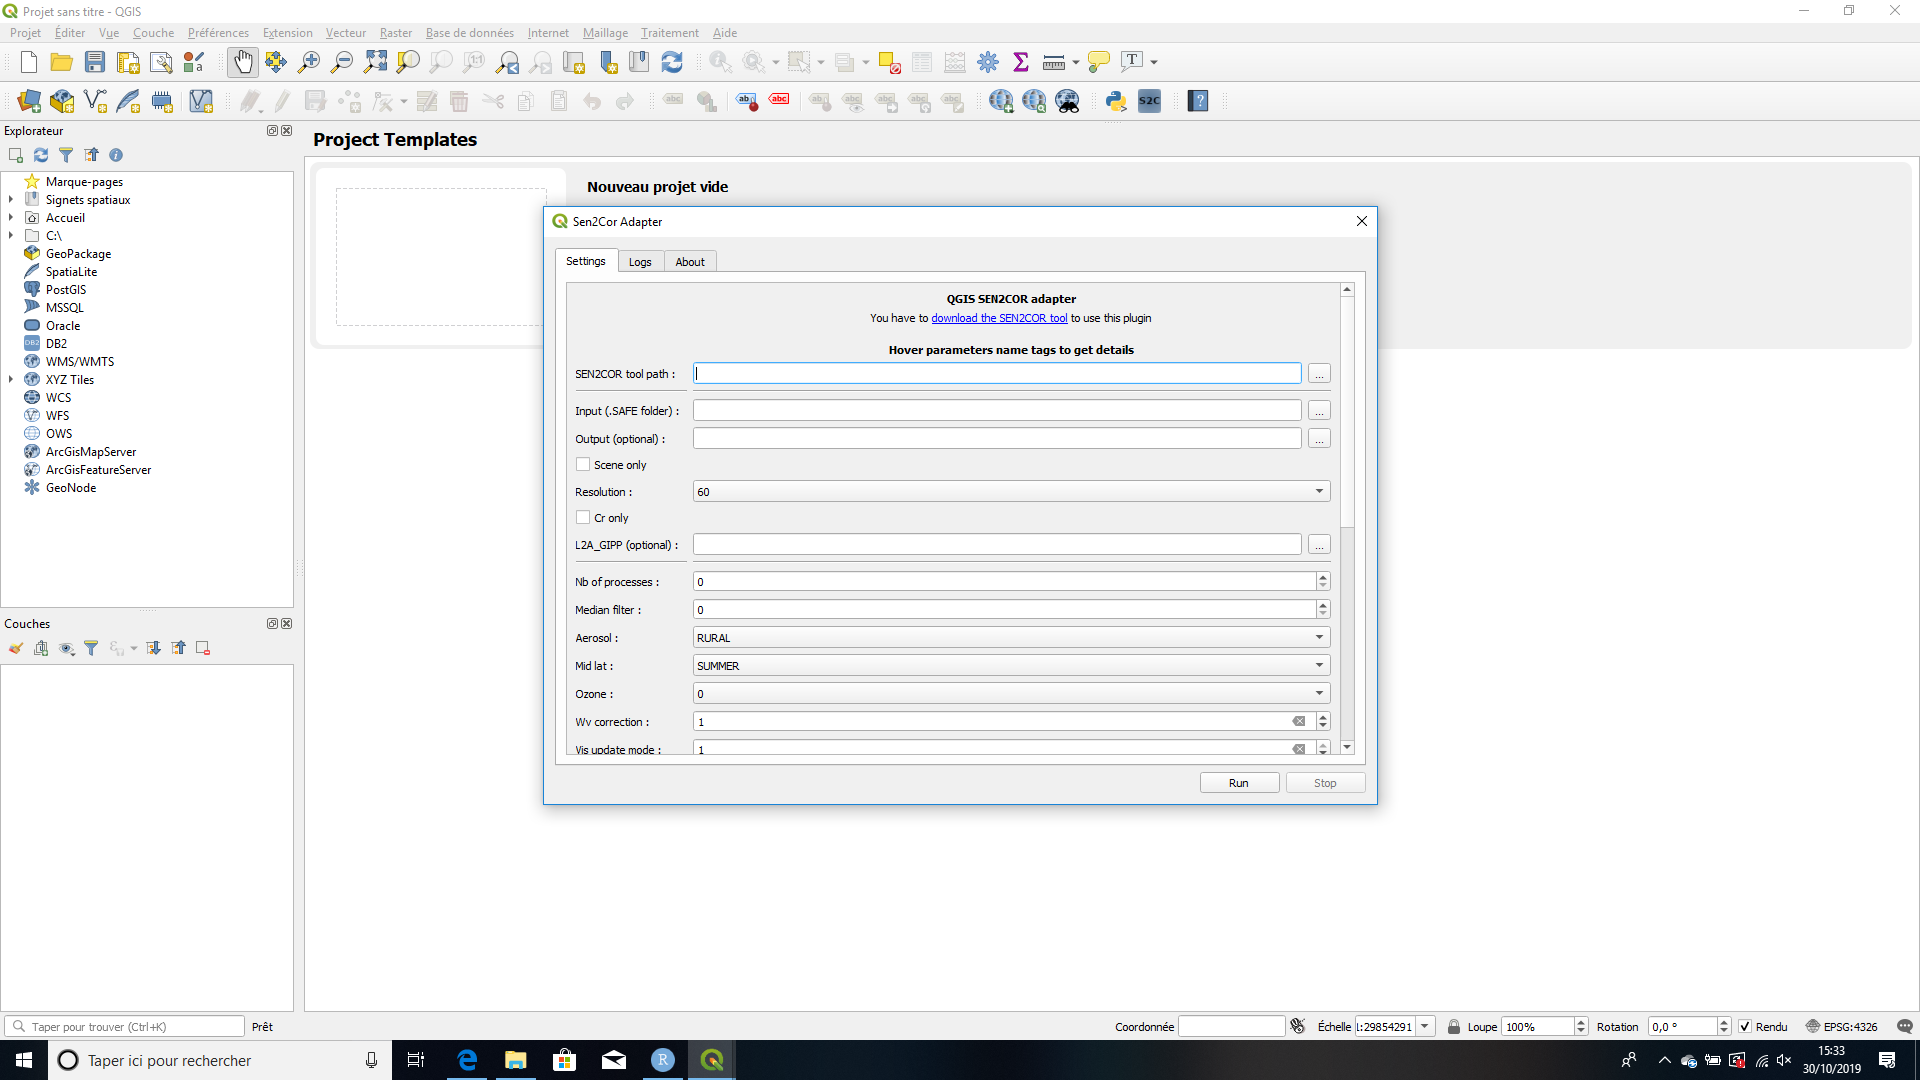 Projet sans titre - QGIS
Projet Éditer Vue Couche Préférences Extension Vecteur Raster Base de données Internet Maillage Traitement Aide
Explorateur
Project Templates
Marque-pages
Signets spatiaux
Accueil
C:\
GeoPackage
SpatiaLite
PostGIS
MSSQL
Oracle
DB2
WMS/WMTS
XYZ Tiles
WCS
WFS
OWS
ArcGisMapServer
ArcGisFeatureServer
GeoNode
Couches
Nouveau projet vide
Sen2Cor Adapter
Settings Logs About
QGIS SEN2COR adapter
You have to download the SEN2COR tool to use this plugin
Hover parameters name tags to get details
SEN2COR tool path : ...
Input (.SAFE folder) : ...
Output (optional) : ...
Scene only
Resolution : 60
Cr only
L2A_GIPP (optional) : ...
Nb of processes : 0
Median filter : 0
Aerosol : RURAL
Mid lat : SUMMER
Ozone : 0
Wv correction : 1
Vis update mode : 1
Run Stop
Taper pour trouver (Ctrl+K) Prêt Coordonnée Échelle 1:29854291 Loupe 100% Rotation 0,0 ° Rendu EPSG:4326
Taper ici pour rechercher
15:33
30/10/2019